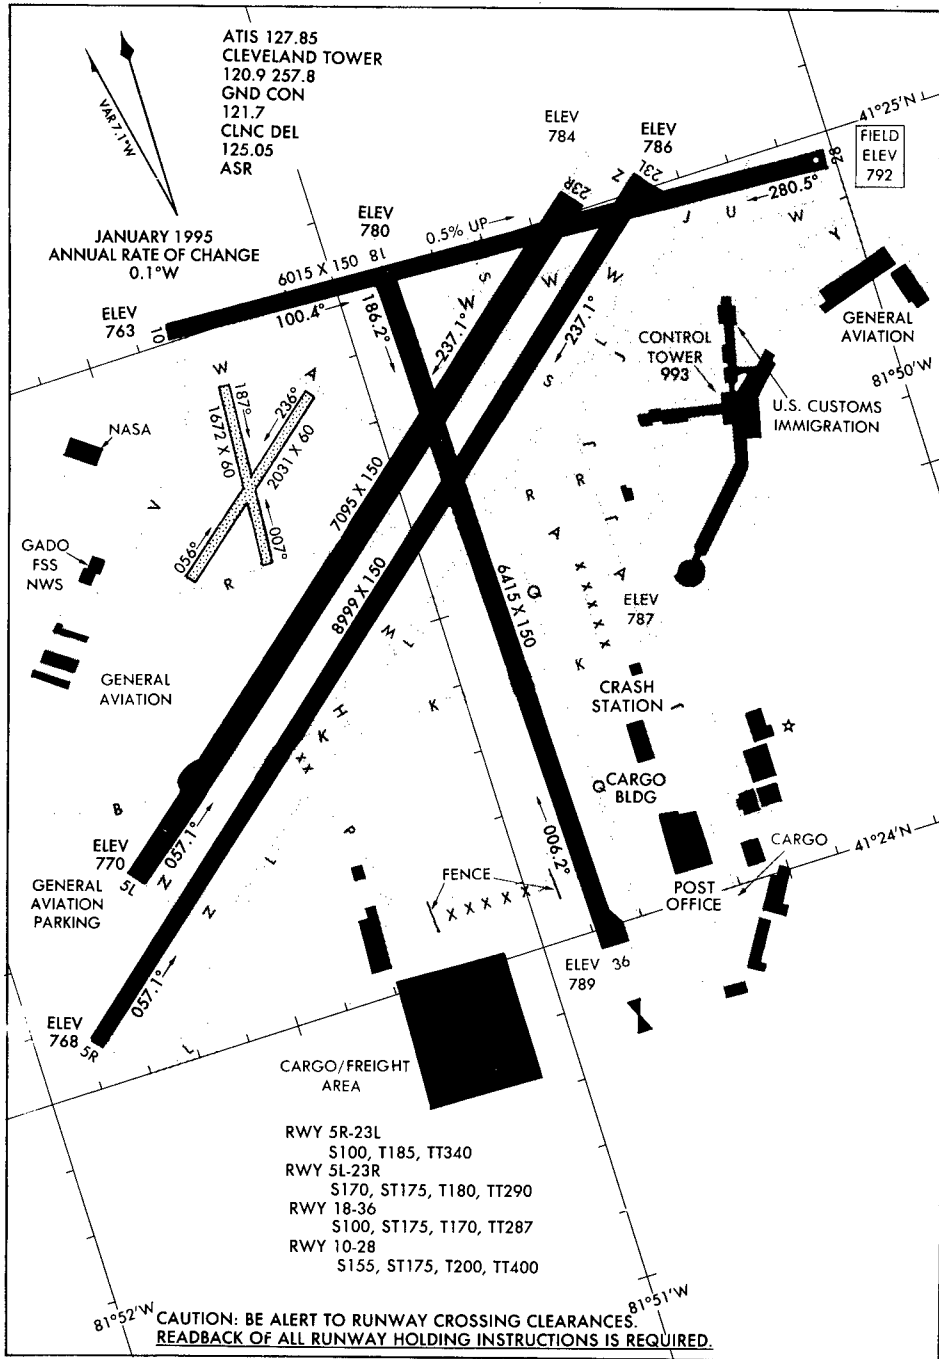 ATIS 127.85
CLEVELAND TOWER
120.9 257.8
GND CON
121.7
CLNC DEL
125.05
ASR
VAR 7.1°W
JANUARY 1995
ANNUAL RATE OF CHANGE
0.1°W
ELEV
784
ELEV
786
41°25'N
FIELD
ELEV
792
28
280.5°
23R
23L
Z
J
U
W
Y
ELEV
780
0.5% UP
18
6015 X 150
100.4°
186.2°
ELEV
763
10
S
W
W
W
237.1°
237.1°
L
J
S
GENERAL
AVIATION
CONTROL
TOWER
993
81°50'W
U.S. CUSTOMS
IMMIGRATION
W
A
187°
236°
1672 X 60
2031 X 60
007°
056°
NASA
V
R
GADO
FSS
NWS
7095 X 150
8999 X 150
6415 X 150
J
R
R
J
A
A
Q
X X X X X X
K
ELEV
787
W
L
GENERAL
AVIATION
H
K
K
XX
CRASH
STATION
J
CARGO
BLDG
Q
B
P
L
ELEV
770
5L
057.1°
Z
Z
006.2°
CARGO
41°24'N
GENERAL
AVIATION
PARKING
FENCE
X X X X X X
POST
OFFICE
057.1°
ELEV
768
5R
L
ELEV
789
36
CARGO/FREIGHT
AREA
RWY 5R-23L
S100, T185, TT340
RWY 5L-23R
S170, ST175, T180, TT290
RWY 18-36
S100, ST175, T170, TT287
RWY 10-28
S155, ST175, T200, TT400
81°52'W
81°51'W
CAUTION: BE ALERT TO RUNWAY CROSSING CLEARANCES.
READBACK OF ALL RUNWAY HOLDING INSTRUCTIONS IS REQUIRED.